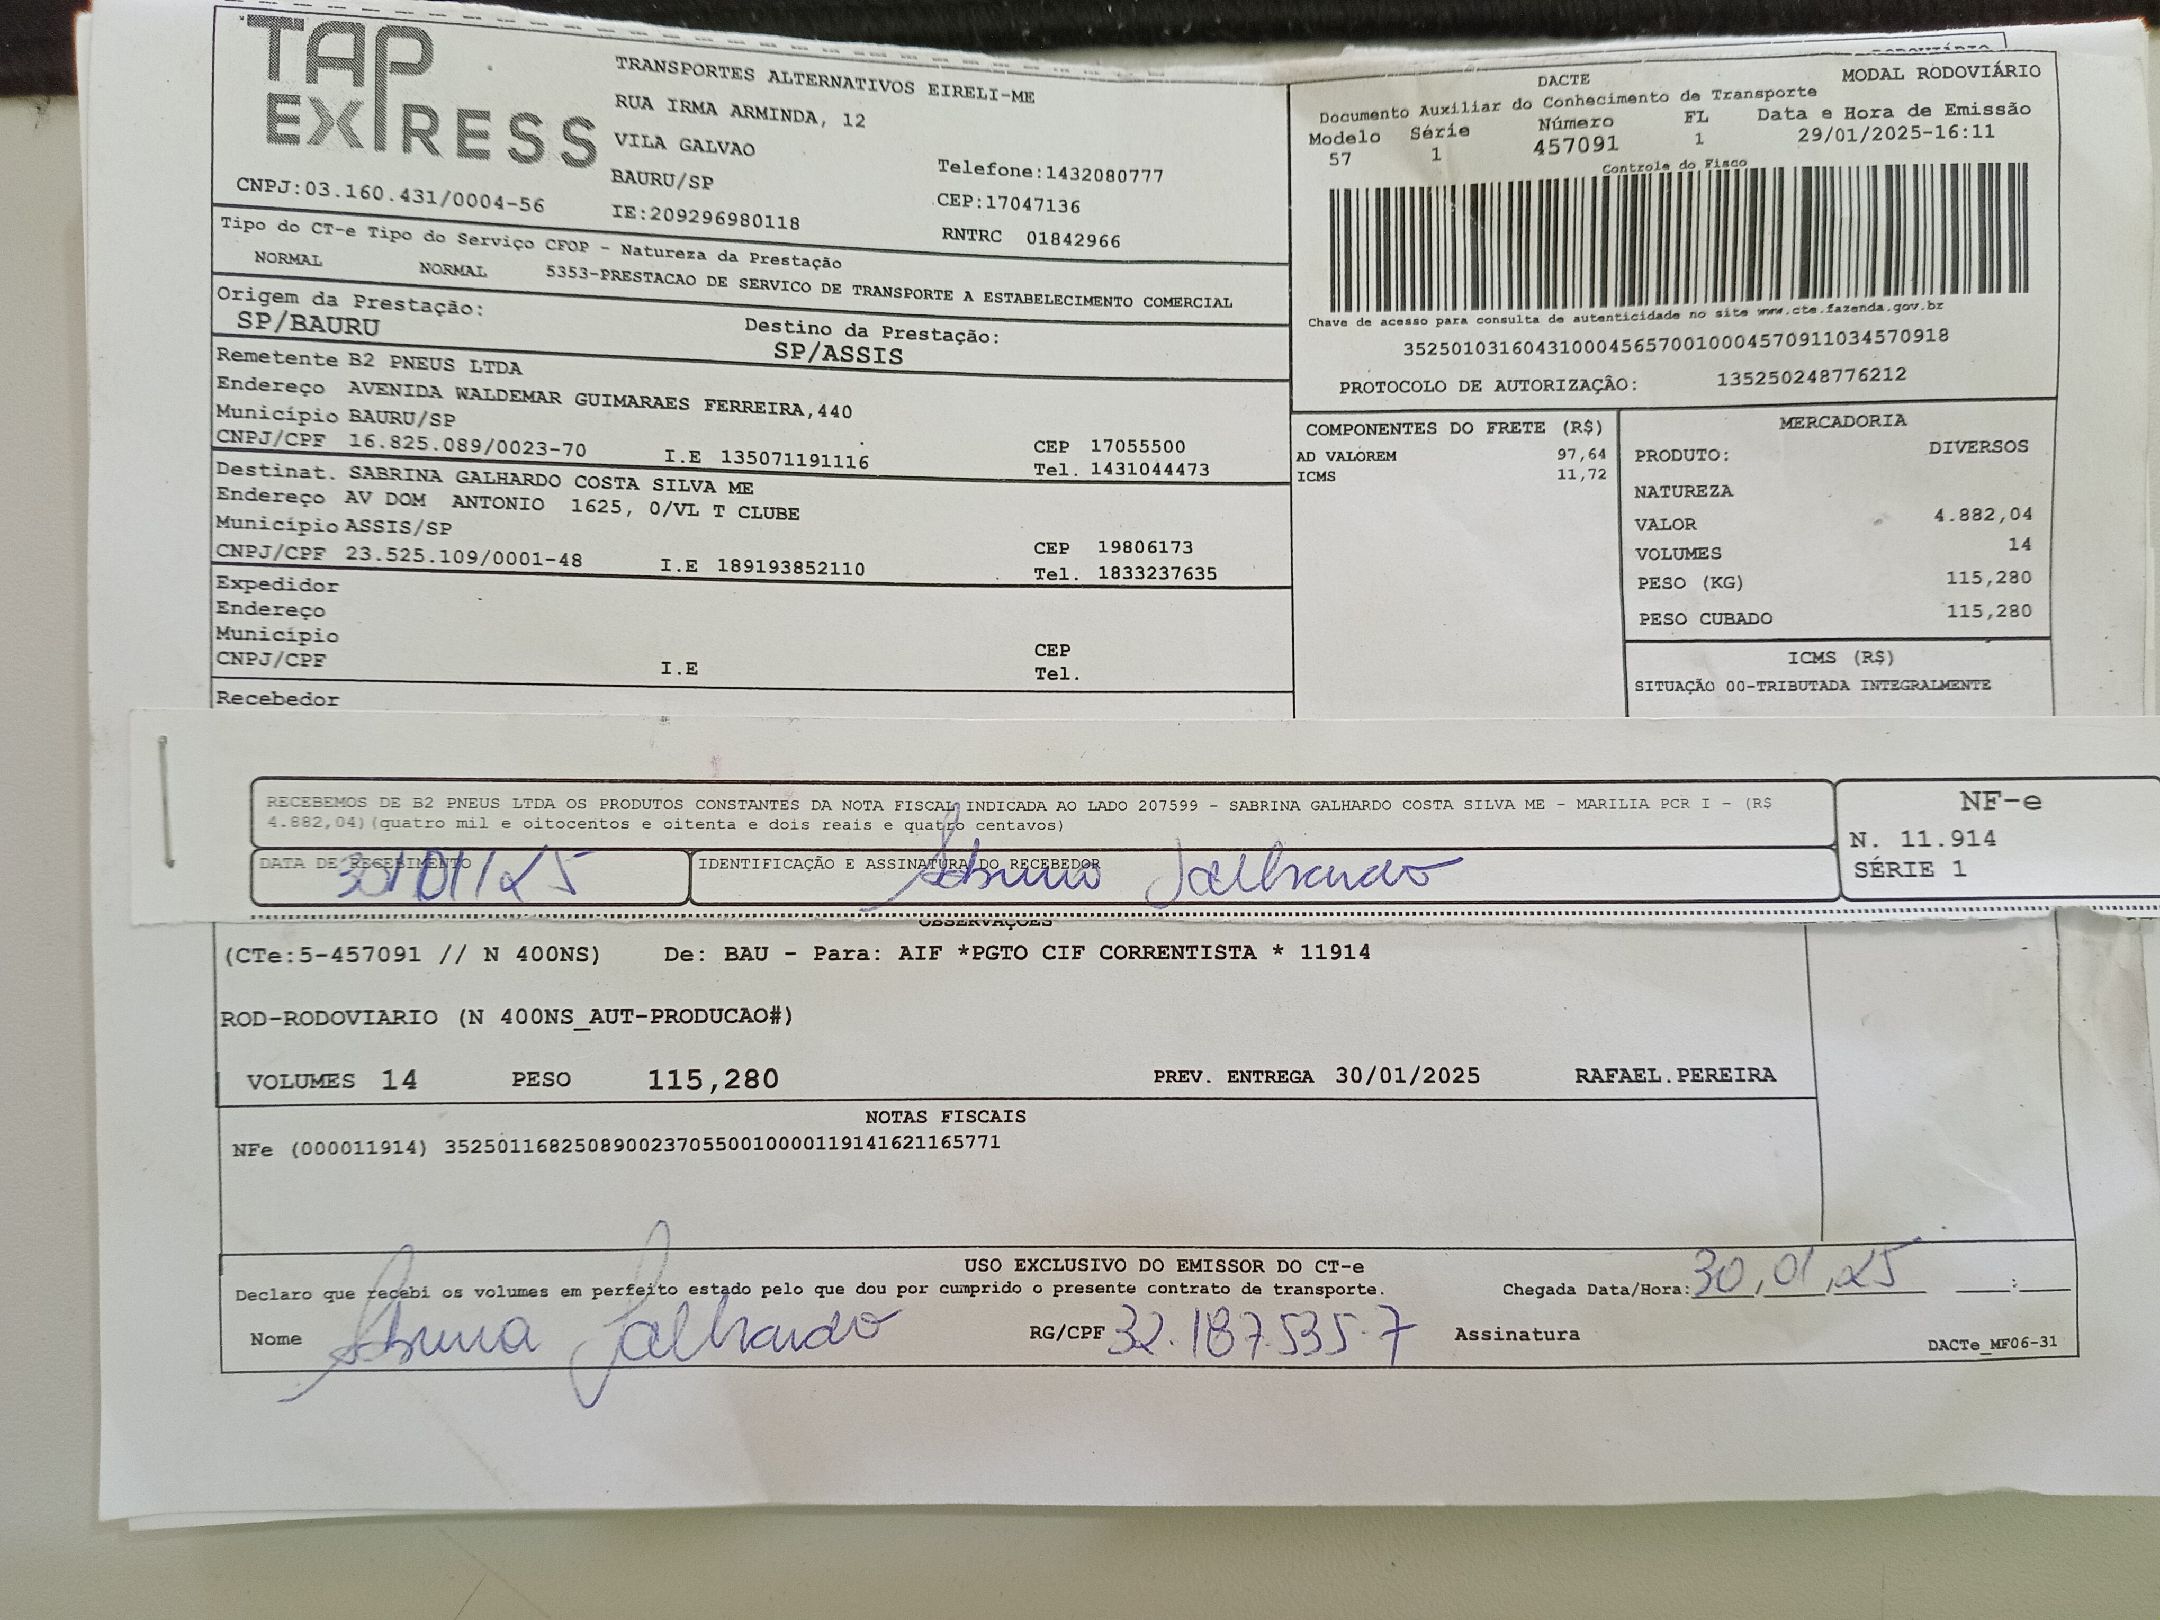 TAP
EXPRESS
CNPJ:03.160.431/0004-56
TRANSPORTES ALTERNATIVOS EIRELI-ME
RUA IRMA ARMINDA, 12
VILA GALVAO
BAURU/SP
IE:209296980118
Telefone:1432080777
CEP:17047136
RNTRC 01842966
DACTE
MODAL RODOVIÁRIO
Documento Auxiliar do Conhecimento de Transporte
Modelo Série Número FL Data e Hora de Emissão
57 1 457091 1 29/01/2025-16:11
Controle do Fisco
Chave de acesso para consulta de autenticidade no site www.cte.fazenda.gov.br
35250103160431000456570010004570911034570918
PROTOCOLO DE AUTORIZAÇÃO: 135250248776212
Tipo do CT-e Tipo do Serviço CFOP - Natureza da Prestação
NORMAL NORMAL 5353-PRESTACAO DE SERVICO DE TRANSPORTE A ESTABELECIMENTO COMERCIAL
Origem da Prestação: Destino da Prestação:
SP/BAURU SP/ASSIS
Remetente B2 PNEUS LTDA
Endereço AVENIDA WALDEMAR GUIMARAES FERREIRA,440
Município BAURU/SP CEP 17055500
CNPJ/CPF 16.825.089/0023-70 I.E 135071191116 Tel. 1431044473
Destinat. SABRINA GALHARDO COSTA SILVA ME
Endereço AV DOM ANTONIO 1625, 0/VL T CLUBE
Município ASSIS/SP CEP 19806173
CNPJ/CPF 23.525.109/0001-48 I.E 189193852110 Tel. 1833237635
Expedidor
Endereço
Município CEP
CNPJ/CPF I.E Tel.
Recebedor
COMPONENTES DO FRETE (R$)
AD VALOREM 97,64
ICMS 11,72
MERCADORIA
PRODUTO: DIVERSOS
NATUREZA
VALOR 4.882,04
VOLUMES 14
PESO (KG) 115,280
PESO CUBADO 115,280
ICMS (R$)
SITUAÇÃO 00-TRIBUTADA INTEGRALMENTE
RECEBEMOS DE B2 PNEUS LTDA OS PRODUTOS CONSTANTES DA NOTA FISCAL INDICADA AO LADO 207599 - SABRINA GALHARDO COSTA SILVA ME - MARILIA PCR I - (R$
4.882,04)(quatro mil e oitocentos e oitenta e dois reais e quatro centavos)
DATA DE RECEBIMENTO IDENTIFICAÇÃO E ASSINATURA DO RECEBEDOR
30/01/25 Galhardo
NF-e
N. 11.914
SÉRIE 1
OBSERVAÇÕES
(CTe:5-457091 // N 400NS) De: BAU - Para: AIF *PGTO CIF CORRENTISTA * 11914
ROD-RODOVIARIO (N 400NS_AUT-PRODUCAO#)
VOLUMES 14 PESO 115,280 PREV. ENTREGA 30/01/2025 RAFAEL.PEREIRA
NOTAS FISCAIS
NFe (000011914) 35250116825089002370550010000119141621165771
USO EXCLUSIVO DO EMISSOR DO CT-e
Declaro que recebi os volumes em perfeito estado pelo que dou por cumprido o presente contrato de transporte. Chegada Data/Hora: 30,01,25 :
Nome Galhardo RG/CPF 32.187.535-7 Assinatura
DACTe_MF06-31